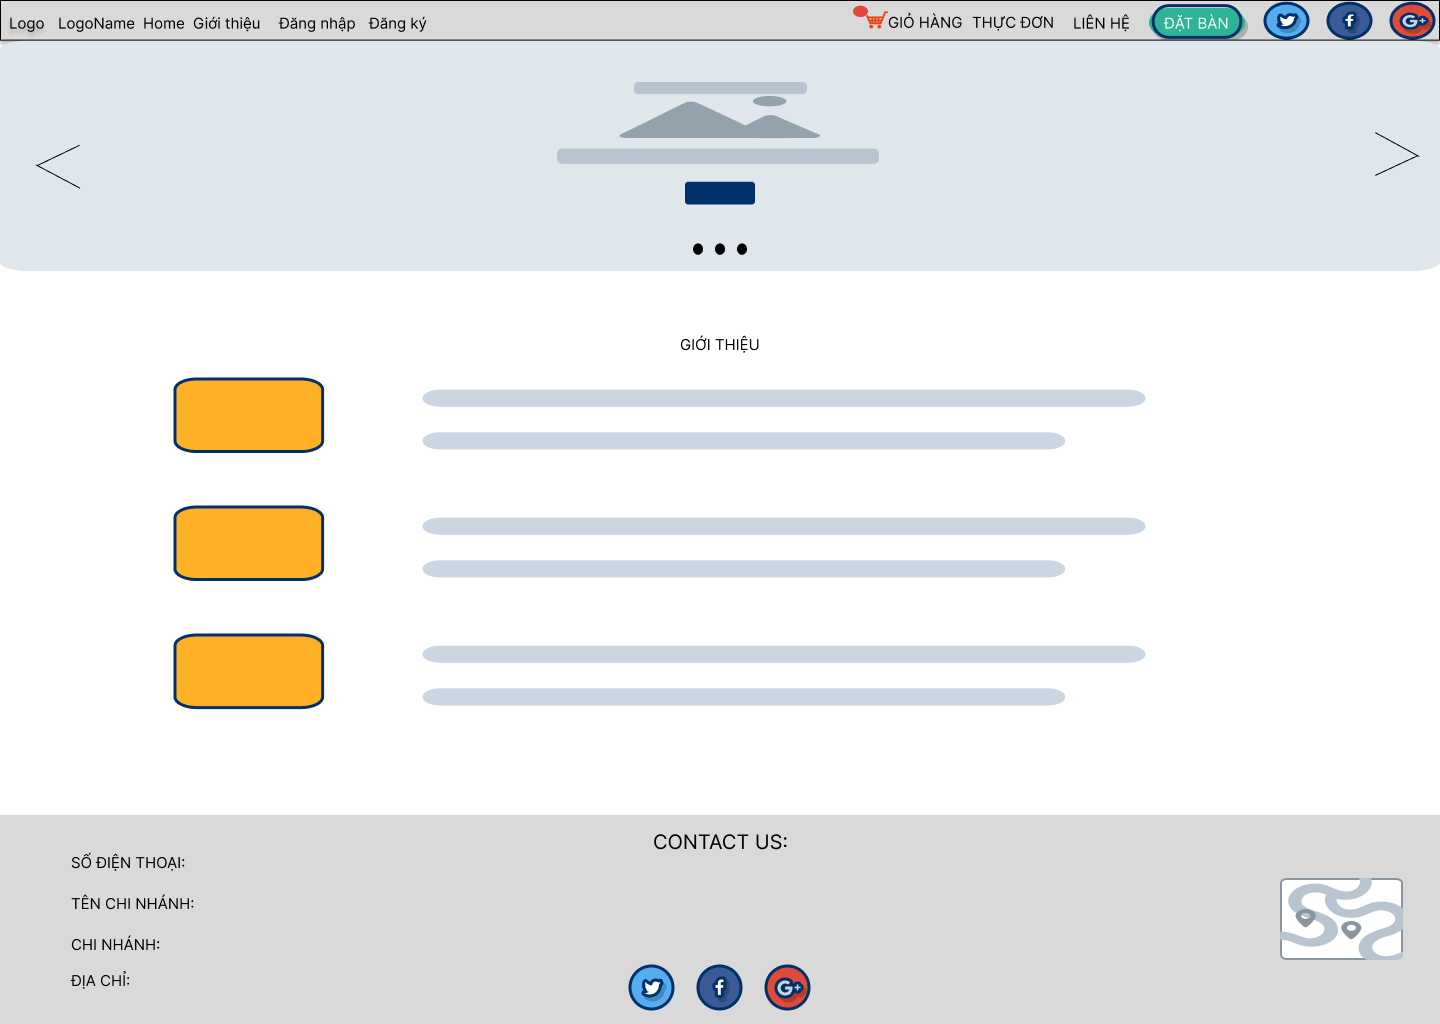 Logo LogoName Home Giới thiệu Đăng nhập Đăng ký GIỎ HÀNG THỰC ĐƠN LIÊN HỆ ĐẶT BÀN
GIỚI THIỆU
CONTACT US:
SỐ ĐIỆN THOẠI:
TÊN CHI NHÁNH:
CHI NHÁNH:
ĐỊA CHỈ: